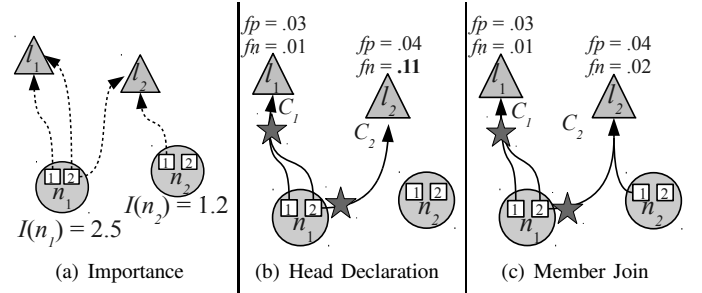 l1
l2
1 2
n1
1 2
n2
I(n1) = 2.5
I(n2) = 1.2
(a) Importance
fp = .03
fn = .01
l1
C1
fp = .04
fn = .11
l2
C2
1 2
n1
1 2
n2
(b) Head Declaration
fp = .03
fn = .01
l1
C1
fp = .04
fn = .02
l2
C2
1 2
n1
1 2
n2
(c) Member Join